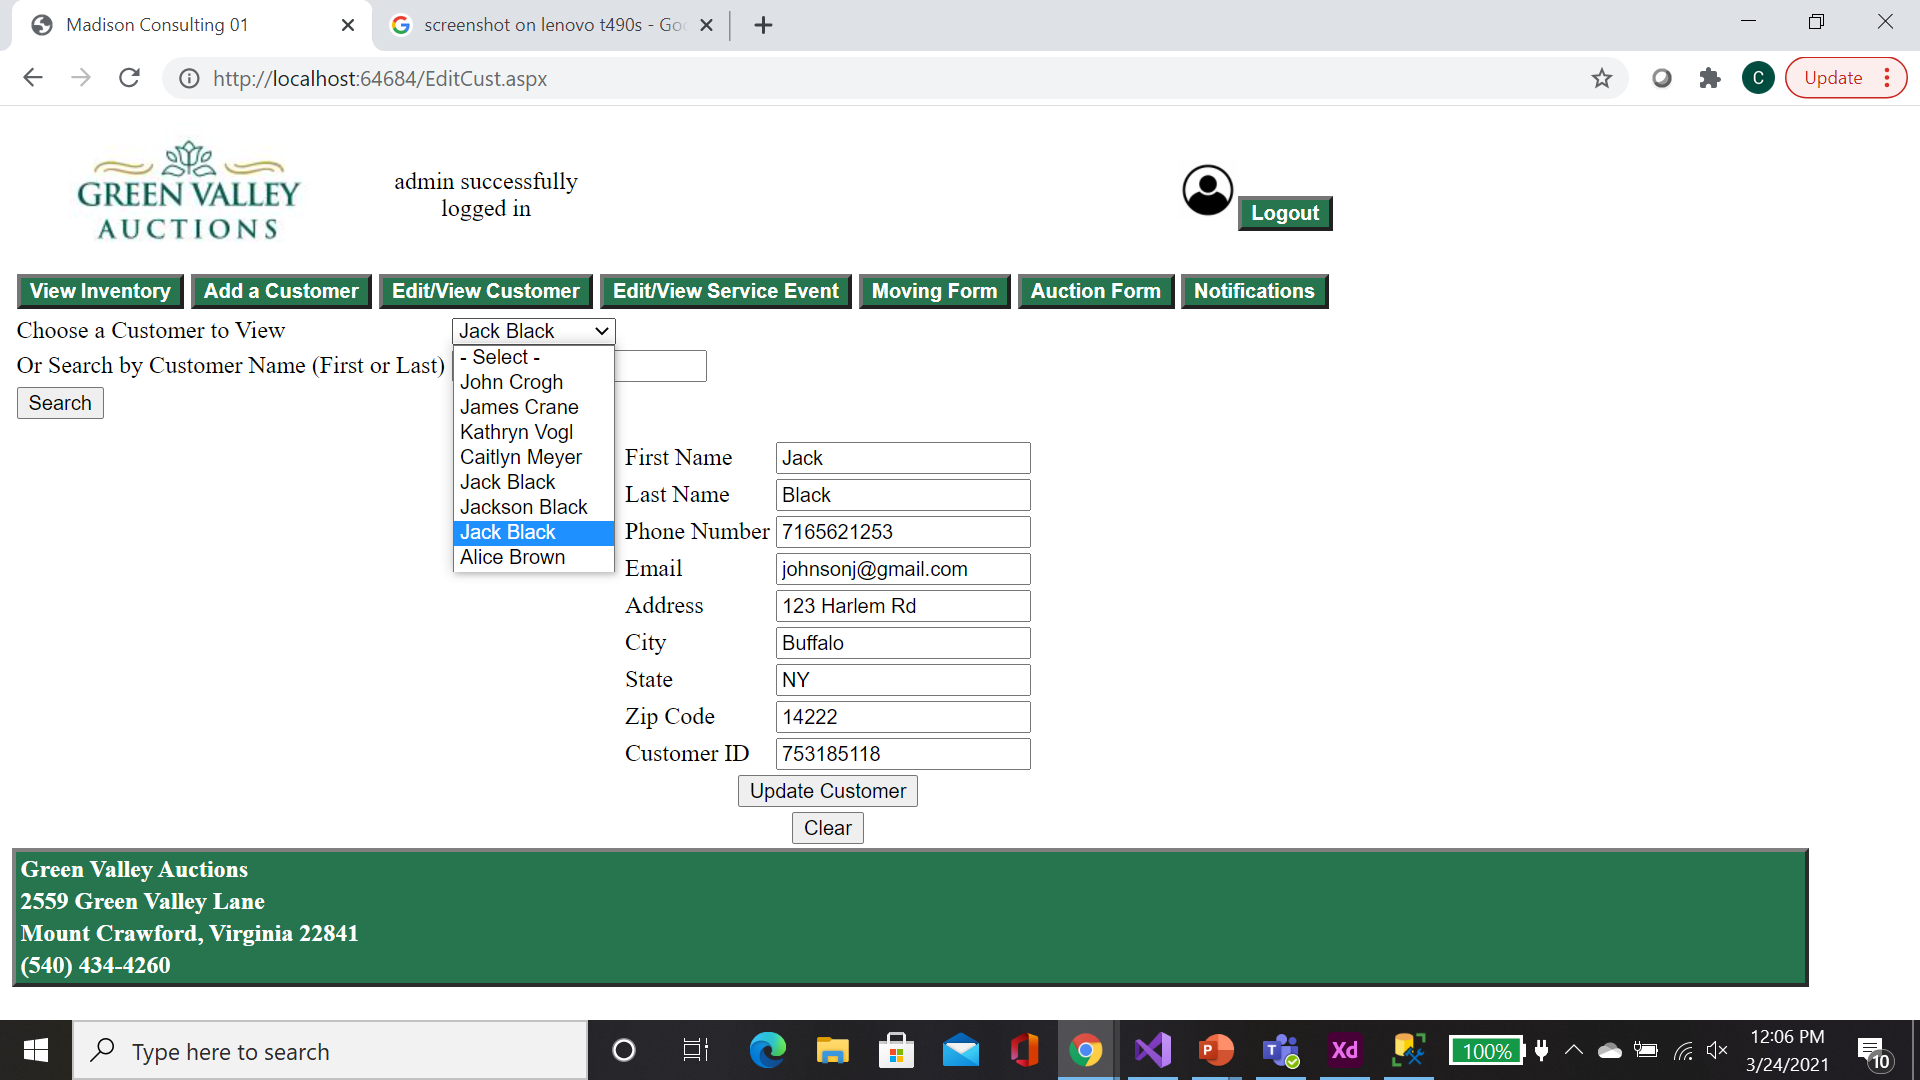 Madison Consulting 01
screenshot on lenovo t490s - Goo
http://localhost:64684/EditCust.aspx
C
Update
GREEN VALLEY
AUCTIONS
admin successfully
logged in
Logout
View Inventory
Add a Customer
Edit/View Customer
Edit/View Service Event
Moving Form
Auction Form
Notifications
Choose a Customer to View
Jack Black
Or Search by Customer Name (First or Last)
Search
- Select -
John Crogh
James Crane
Kathryn Vogl
Caitlyn Meyer
Jack Black
Jackson Black
Jack Black
Alice Brown
First Name Jack
Last Name Black
Phone Number 7165621253
Email johnsonj@gmail.com
Address 123 Harlem Rd
City Buffalo
State NY
Zip Code 14222
Customer ID 753185118
Update Customer
Clear
Green Valley Auctions
2559 Green Valley Lane
Mount Crawford, Virginia 22841
(540) 434-4260
Type here to search
P
T
Xd
100%
12:06 PM
3/24/2021
10